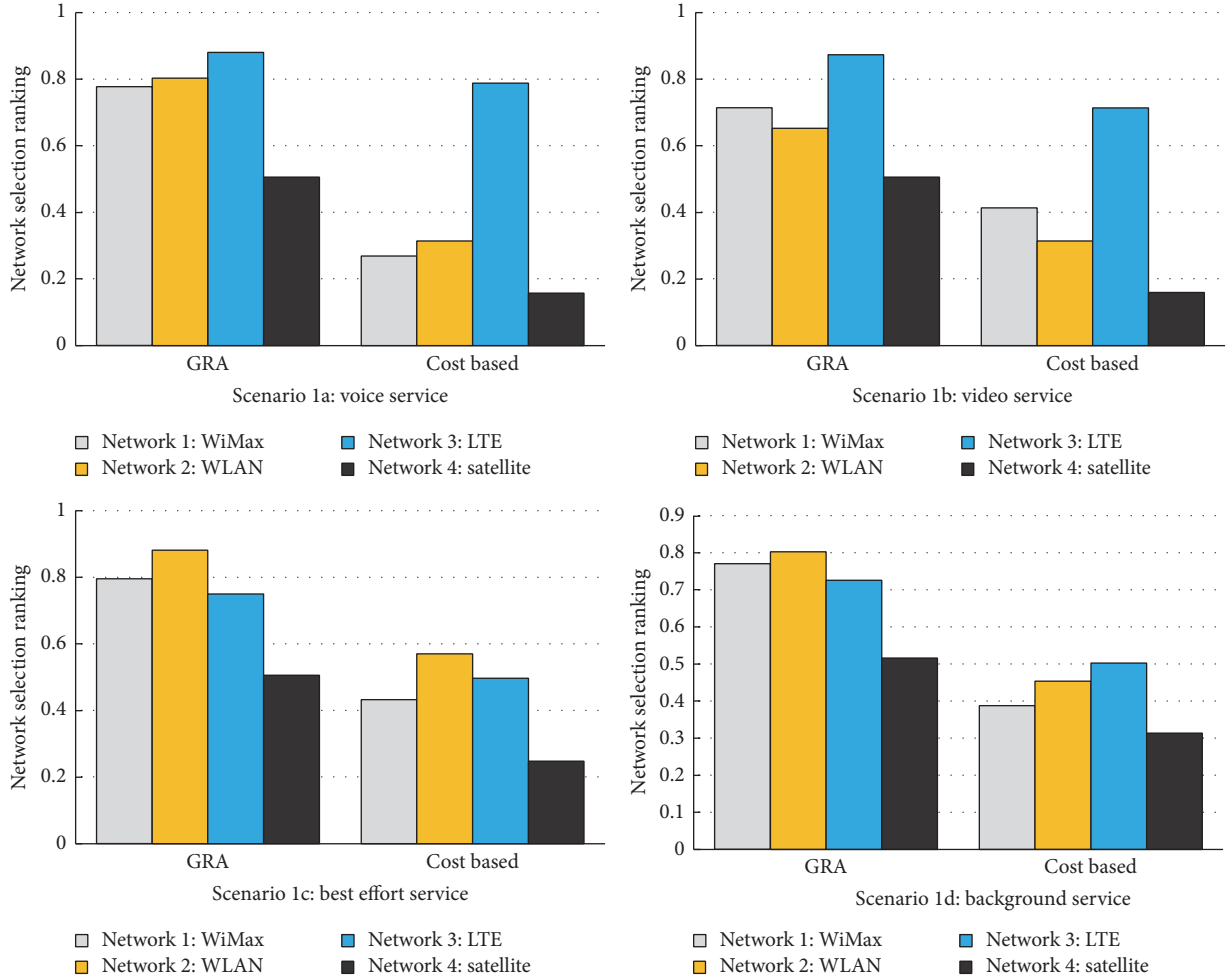 Network selection ranking
1
0.8
0.6
0.4
0.2
0
GRA
Cost based
Scenario 1a: voice service
Network 1: WiMax
Network 3: LTE
Network 2: WLAN
Network 4: satellite
Network selection ranking
1
0.8
0.6
0.4
0.2
0
GRA
Cost based
Scenario 1b: video service
Network 1: WiMax
Network 3: LTE
Network 2: WLAN
Network 4: satellite
Network selection ranking
1
0.8
0.6
0.4
0.2
0
GRA
Cost based
Scenario 1c: best effort service
Network 1: WiMax
Network 3: LTE
Network 2: WLAN
Network 4: satellite
Network selection ranking
0.9
0.8
0.7
0.6
0.5
0.4
0.3
0.2
0.1
0
GRA
Cost based
Scenario 1d: background service
Network 1: WiMax
Network 3: LTE
Network 2: WLAN
Network 4: satellite